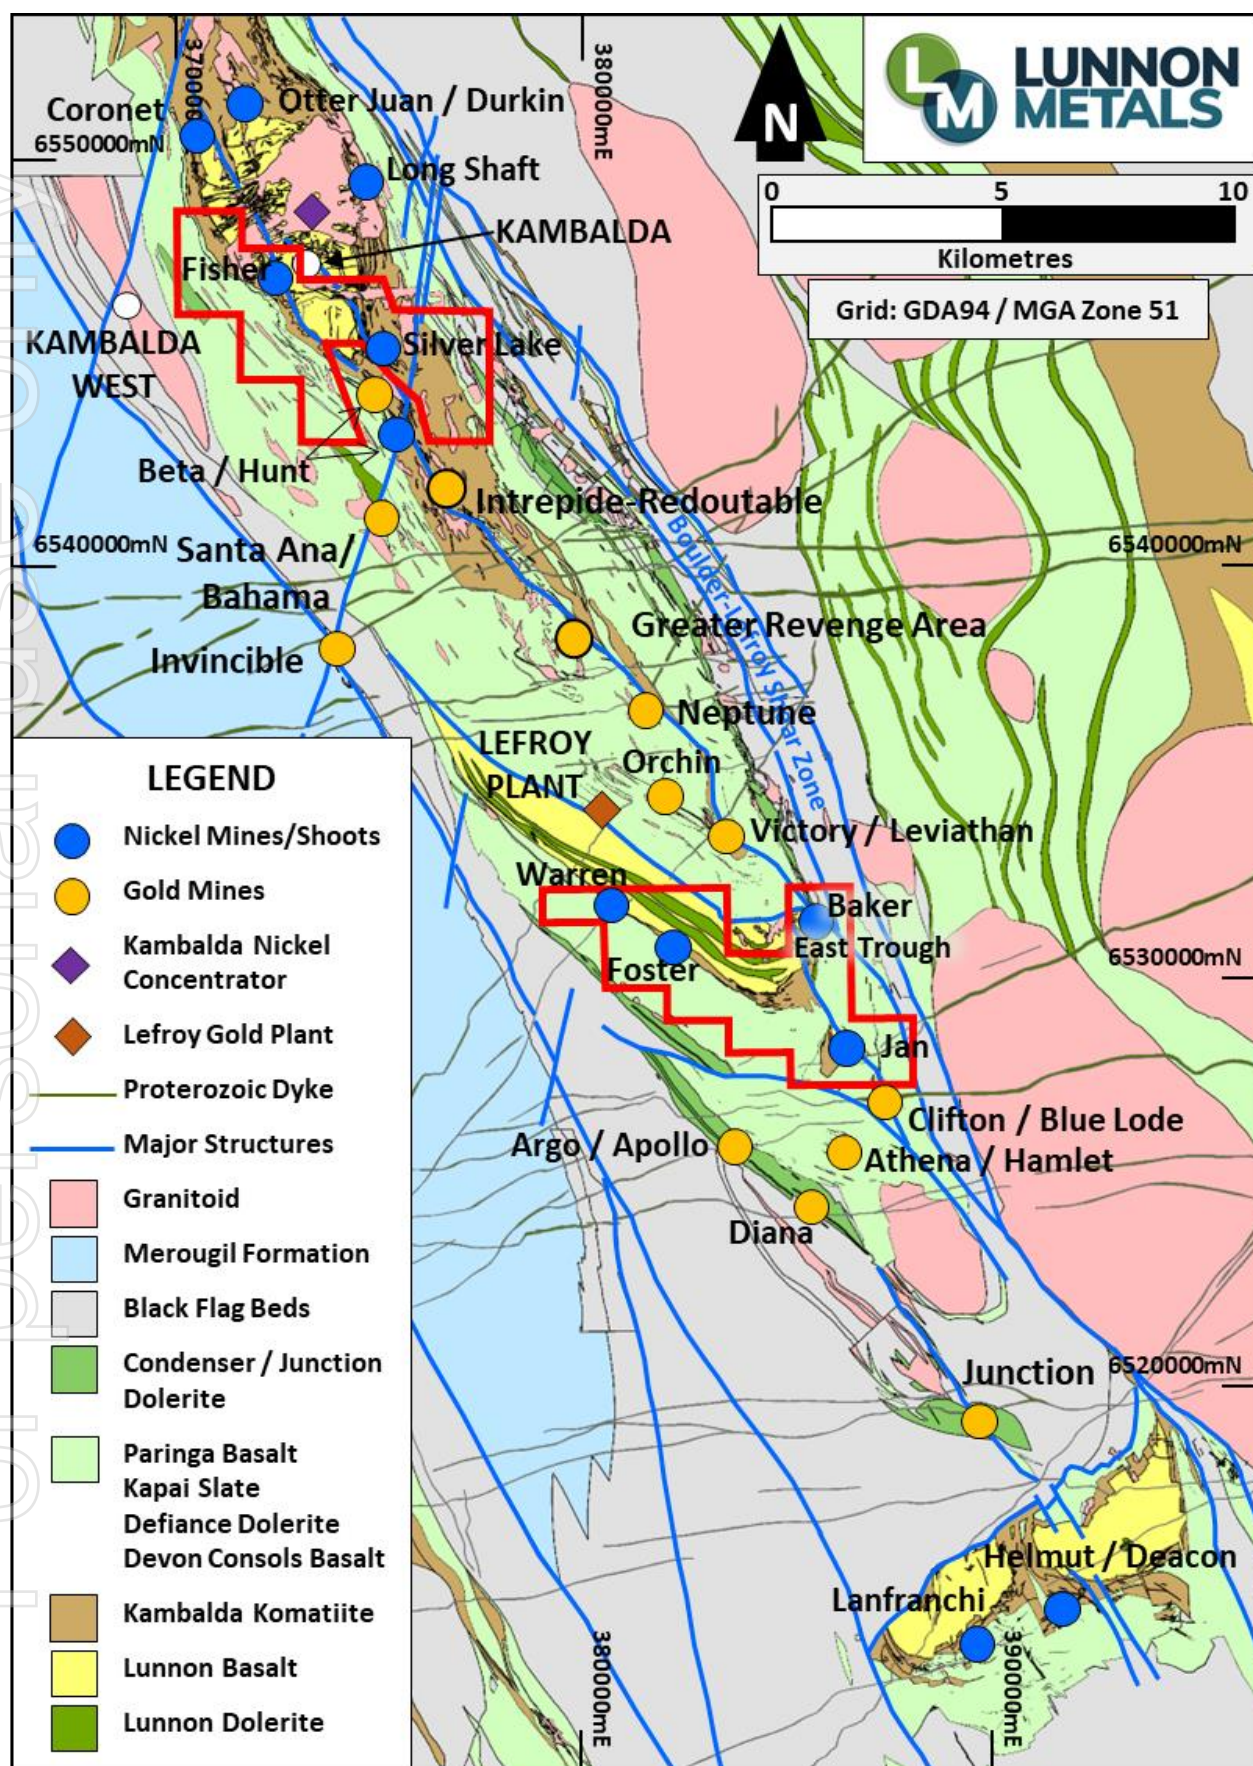 370000
380000mE
LUNNON
METALS
LM
N
Coronet
6550000mN
Otter Juan / Durkin
Long Shaft
KAMBALDA
0 5 10
Kilometres
Grid: GDA94 / MGA Zone 51
Fisher
KAMBALDA
WEST
Silver Lake
Beta / Hunt
Intrepide-Redoutable
6540000mN
6540000mN
Santa Ana/
Bahama
Boulder-Lefroy Shear Zone
Greater Revenge Area
Invincible
Neptune
LEFROY
PLANT
Orchin
Victory / Leviathan
Warren
Baker
East Trough
Foster
6530000mN
Jan
Clifton / Blue Lode
Argo / Apollo
Athena / Hamlet
Diana
Junction
6520000mN
Helmut / Deacon
Lanfranchi
380000mE
390000mE
LEGEND
Nickel Mines/Shoots
Gold Mines
Kambalda Nickel
Concentrator
Lefroy Gold Plant
Proterozoic Dyke
Major Structures
Granitoid
Merougil Formation
Black Flag Beds
Condenser / Junction
Dolerite
Paringa Basalt
Kapai Slate
Defiance Dolerite
Devon Consols Basalt
Kambalda Komatiite
Lunnon Basalt
Lunnon Dolerite
For personal use only